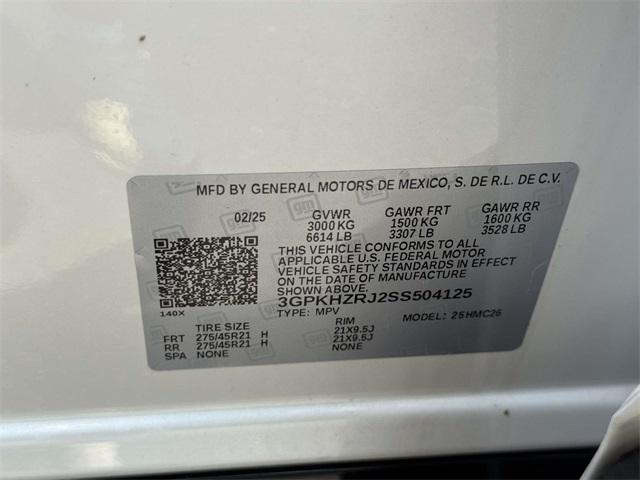 MFD BY GENERAL MOTORS DE MEXICO, S. DE R.L. DE C.V.
02/25 GVWR GAWR FRT GAWR RR
3000 KG 1500 KG 1600 KG
6614 LB 3307 LB 3528 LB
THIS VEHICLE CONFORMS TO ALL
APPLICABLE U.S. FEDERAL MOTOR
VEHICLE SAFETY STANDARDS IN EFFECT
ON THE DATE OF MANUFACTURE
3GPKHZRJ2SS504125
140X TYPE: MPV MODEL: 25HMC26
TIRE SIZE RIM
FRT 275/45R21 H 21X9.5J
RR 275/45R21 H 21X9.5J
SPA NONE NONE